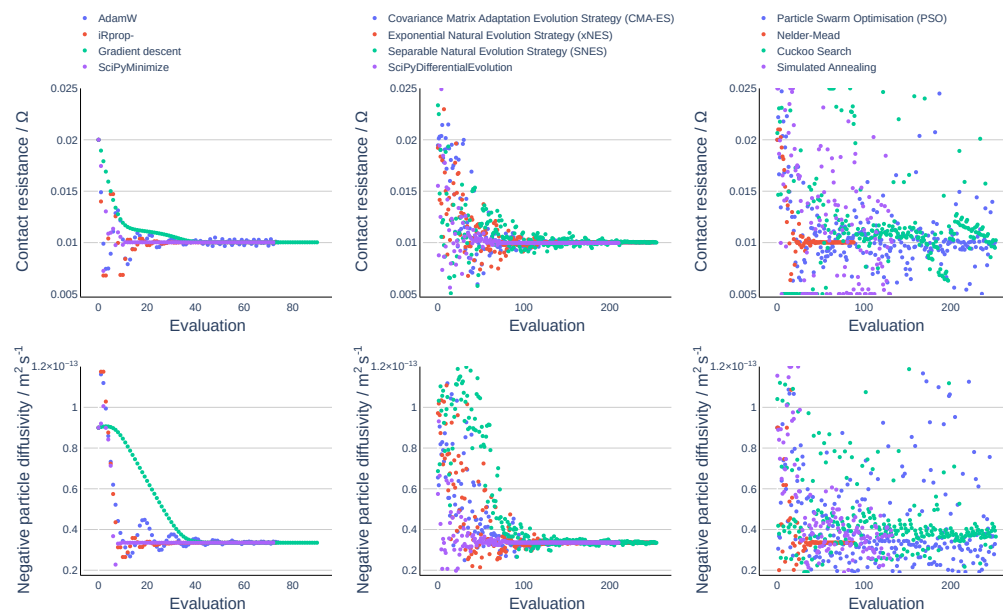 AdamW
iRprop-
Gradient descent
SciPyMinimize
Covariance Matrix Adaptation Evolution Strategy (CMA-ES)
Exponential Natural Evolution Strategy (xNES)
Separable Natural Evolution Strategy (SNES)
SciPyDifferentialEvolution
Particle Swarm Optimisation (PSO)
Nelder-Mead
Cuckoo Search
Simulated Annealing
Contact resistance / Ω
0.025
0.02
0.015
0.01
0.005
0 20 40 60 80
Evaluation
Contact resistance / Ω
0.025
0.02
0.015
0.01
0.005
0 100 200
Evaluation
Contact resistance / Ω
0.025
0.02
0.015
0.01
0.005
0 100 200
Evaluation
Negative particle diffusivity / m² s⁻¹
1.2×10⁻¹³
1
0.8
0.6
0.4
0.2
0 20 40 60 80
Evaluation
Negative particle diffusivity / m² s⁻¹
1.2×10⁻¹³
1
0.8
0.6
0.4
0.2
0 100 200
Evaluation
Negative particle diffusivity / m² s⁻¹
1.2×10⁻¹³
1
0.8
0.6
0.4
0.2
0 100 200
Evaluation